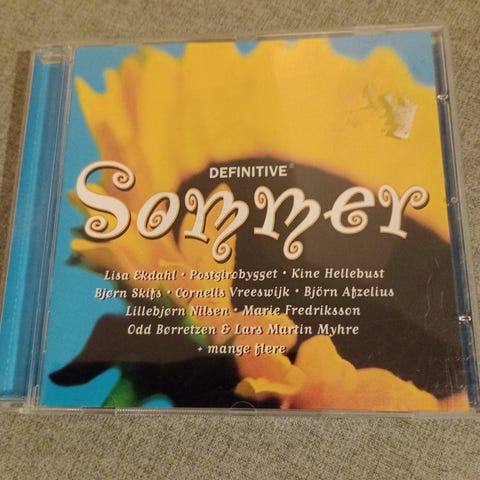 DEFINITIVE®
Sommer
Lisa Ekdahl • Postgirobygget • Kine Hellebust
Bjørn Skifs • Cornelis Vreeswijk • Björn Afzelius
Lillebjørn Nilsen • Marie Fredriksson
Odd Børretzen & Lars Martin Myhre
+ mange flere